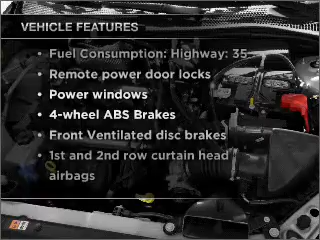 VEHICLE FEATURES
• Fuel Consumption: Highway: 35
• Remote power door locks
• Power windows
• 4-wheel ABS Brakes
• Front Ventilated disc brakes
• 1st and 2nd row curtain head
airbags